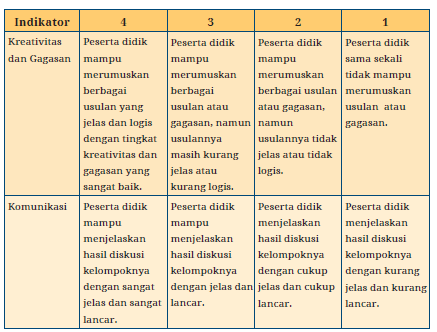 Indikator 4 3 2 1
Kreativitas dan Gagasan
Peserta didik
mampu
merumuskan
berbagai
usulan yang
jelas dan logis
dengan tingkat
kreativitas dan
gagasan yang
sangat baik.
Peserta didik
mampu
merumuskan
berbagai
usulan atau
gagasan, namun
usulannya
masih kurang
jelas atau
kurang logis.
Peserta didik
mampu
merumuskan
berbagai usulan
atau gagasan,
namun
usulannya tidak
jelas atau tidak
logis.
Peserta didik
sama sekali
tidak mampu
merumuskan
usulan atau
gagasan.
Komunikasi
Peserta didik
mampu
menjelaskan
hasil diskusi
kelompoknya
dengan sangat
jelas dan sangat
lancar.
Peserta didik
mampu
menjelaskan
hasil diskusi
kelompoknya
dengan jelas dan
lancar.
Peserta didik
menjelaskan
hasil diskusi
kelompoknya
dengan cukup
jelas dan cukup
lancar.
Peserta didik
menjelaskan
hasil diskusi
kelompoknya
dengan kurang
jelas dan kurang
lancar.